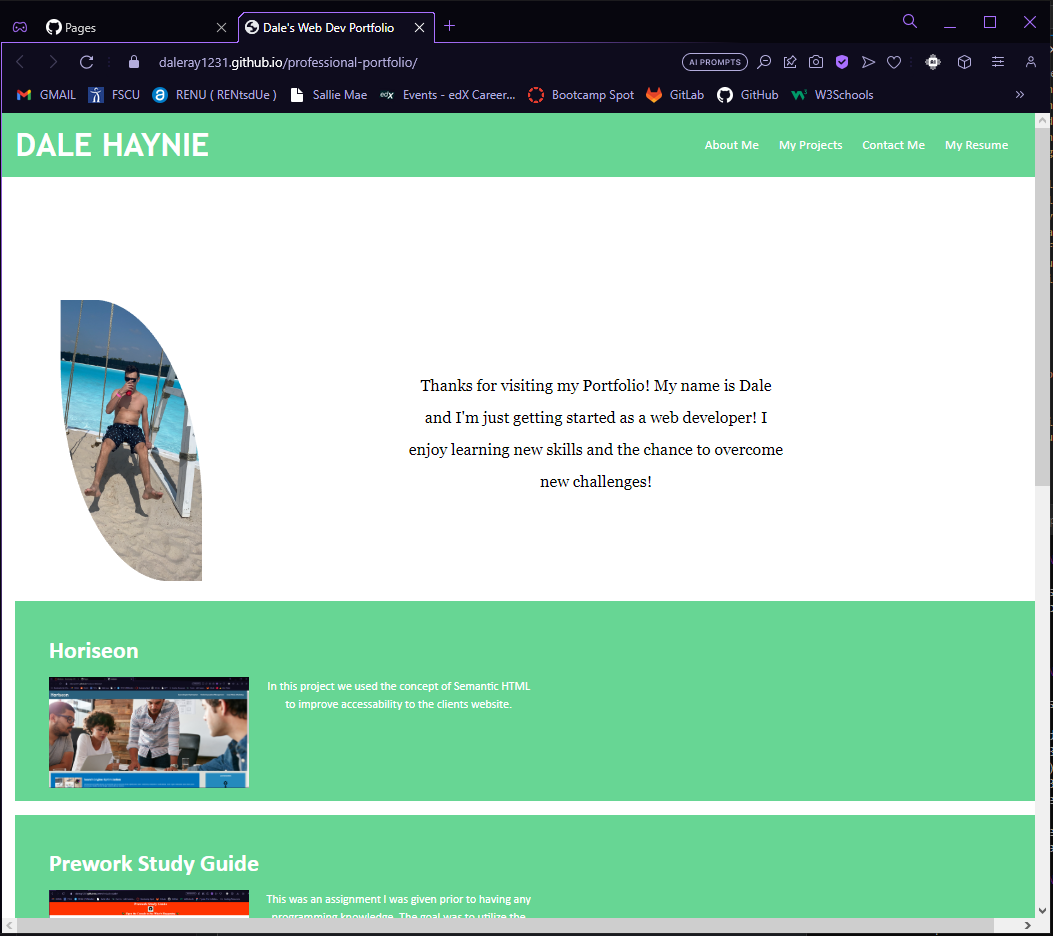 Pages
Dale's Web Dev Portfolio
daleray1231.github.io/professional-portfolio/
AI PROMPTS
GMAIL
FSCU
RENU ( RENtsdUe )
Sallie Mae
edX
Events - edX Career...
Bootcamp Spot
GitLab
GitHub
W3Schools
DALE HAYNIE
About Me
My Projects
Contact Me
My Resume
Thanks for visiting my Portfolio! My name is Dale
and I'm just getting started as a web developer! I
enjoy learning new skills and the chance to overcome
new challenges!
Horiseon
In this project we used the concept of Semantic HTML
to improve accessability to the clients website.
Prework Study Guide
This was an assignment I was given prior to having any
programming knowledge. The goal was to utilize the